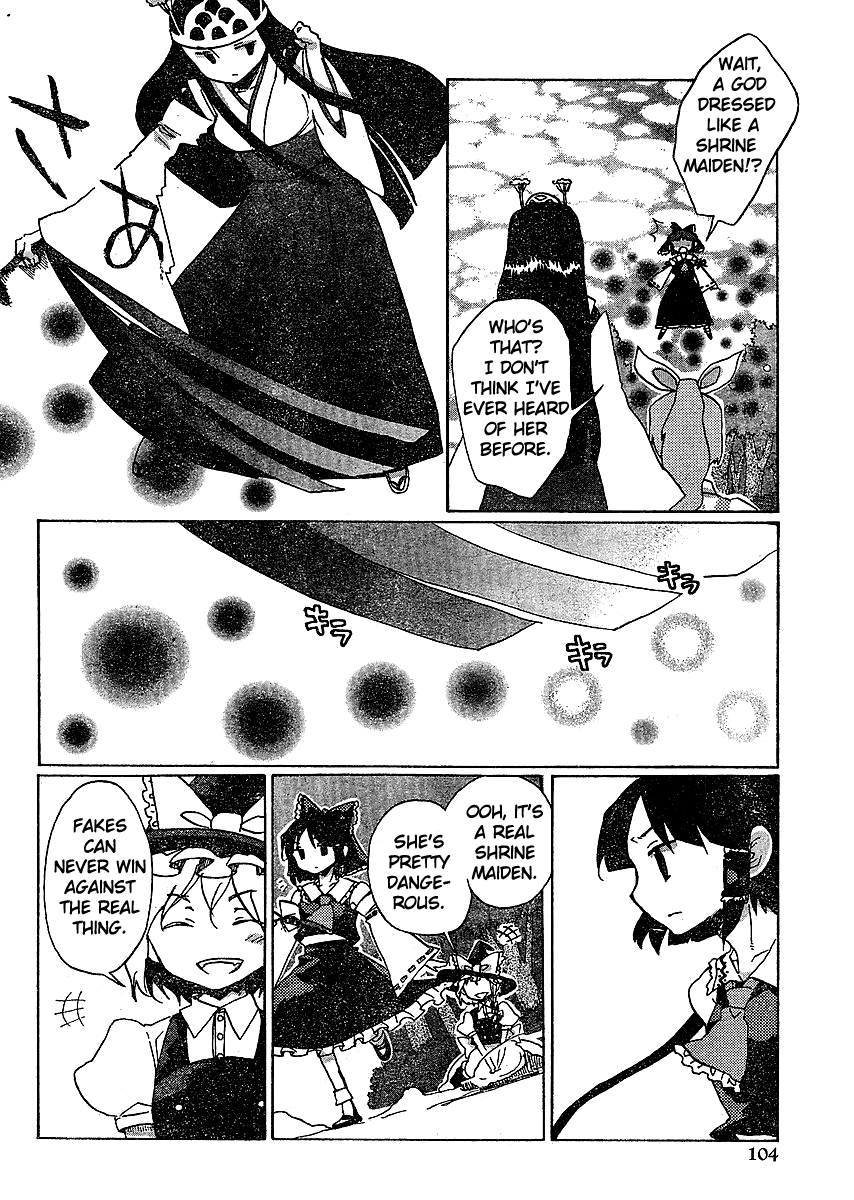 WAIT,
A GOD
DRESSED
LIKE A
SHRINE
MAIDEN!?
WHO'S
THAT?
I DON'T
THINK I'VE
EVER HEARD
OF HER
BEFORE.
キラ
キラ
キラ
OOH, IT'S
A REAL
SHRINE
MAIDEN.
SHE'S
PRETTY
DANGE-
ROUS.
FAKES
CAN
NEVER WIN
AGAINST
THE REAL
THING.
104